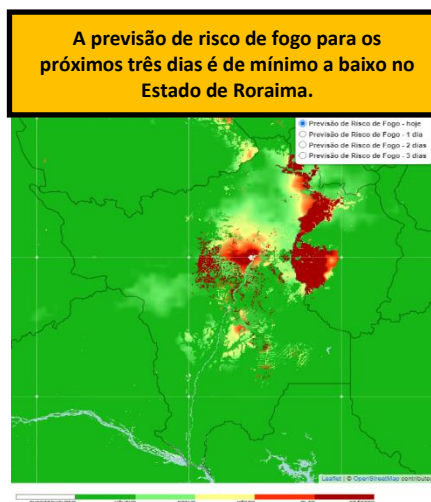 A previsão de risco de fogo para os
próximos três dias é de mínimo a baixo no
Estado de Roraima.
Previsão de Risco de Fogo - hoje
Previsão de Risco de Fogo - 1 dia
Previsão de Risco de Fogo - 2 dias
Previsão de Risco de Fogo - 3 dias
Leaflet | © OpenStreetMap contributor